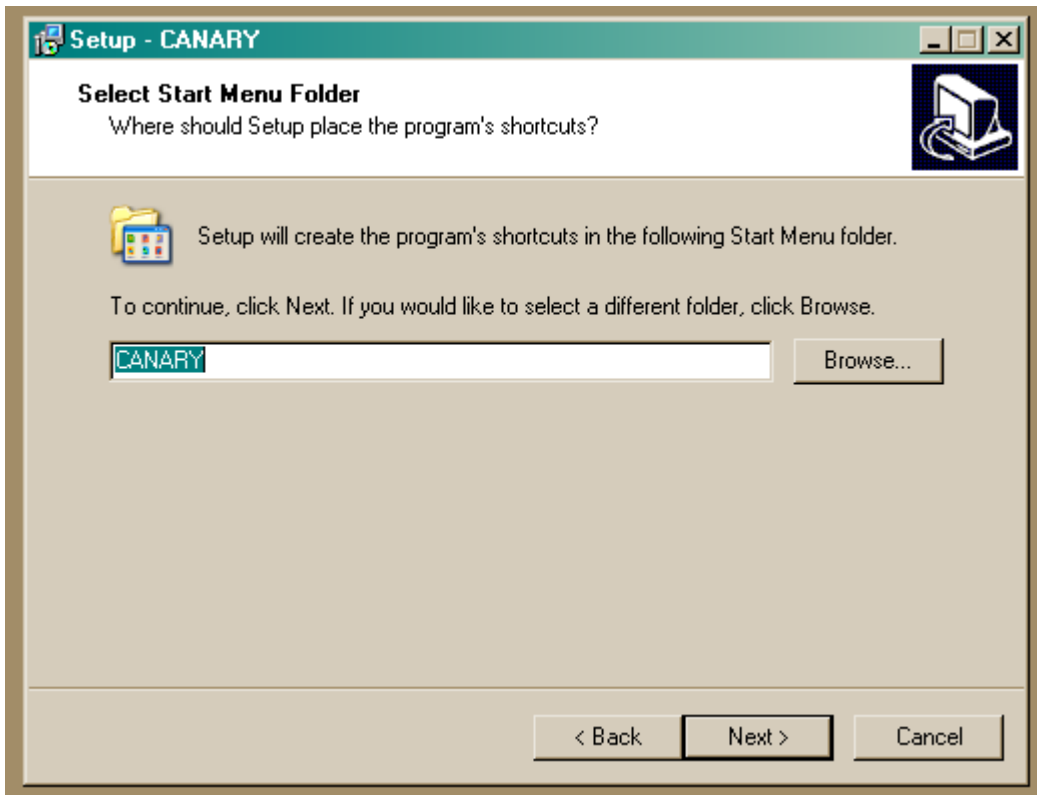 Setup - CANARY
Select Start Menu Folder
Where should Setup place the program's shortcuts?
Setup will create the program's shortcuts in the following Start Menu folder.
To continue, click Next. If you would like to select a different folder, click Browse.
CANARY
Browse...
< Back
Next >
Cancel